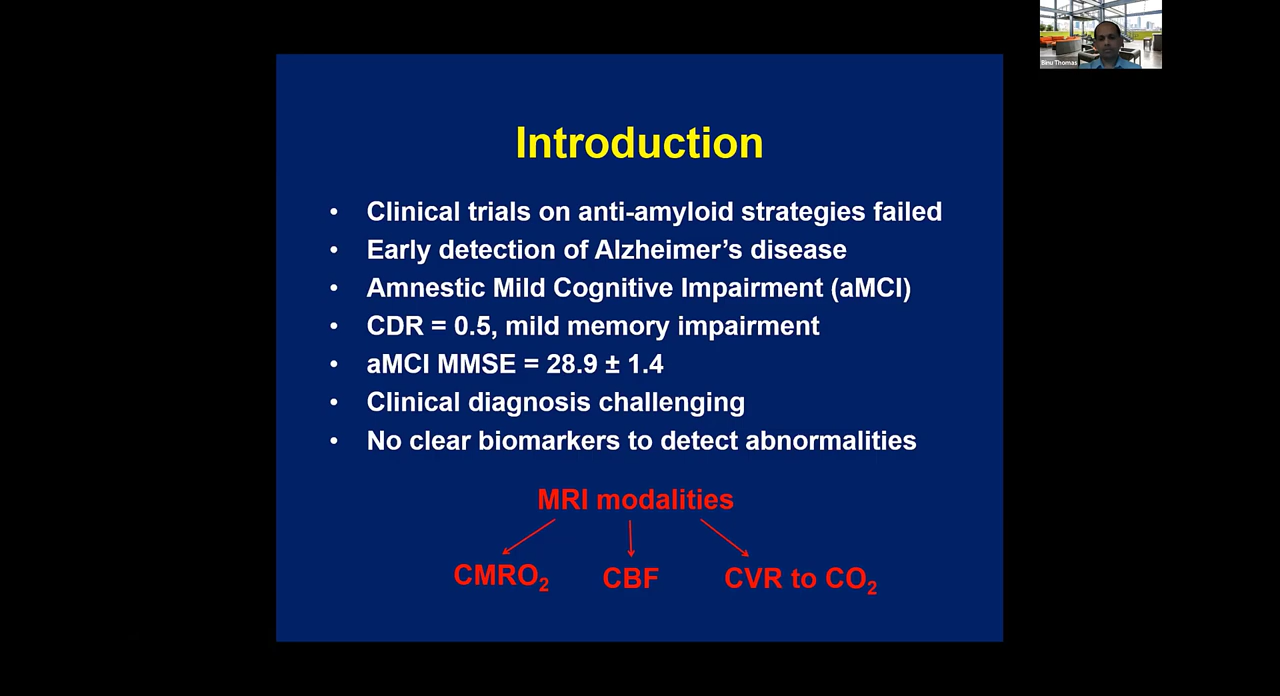 Binu Thomas
Introduction
• Clinical trials on anti-amyloid strategies failed
• Early detection of Alzheimer’s disease
• Amnestic Mild Cognitive Impairment (aMCI)
• CDR = 0.5, mild memory impairment
• aMCI MMSE = 28.9 ± 1.4
• Clinical diagnosis challenging
• No clear biomarkers to detect abnormalities
MRI modalities
CMRO₂ CBF CVR to CO₂